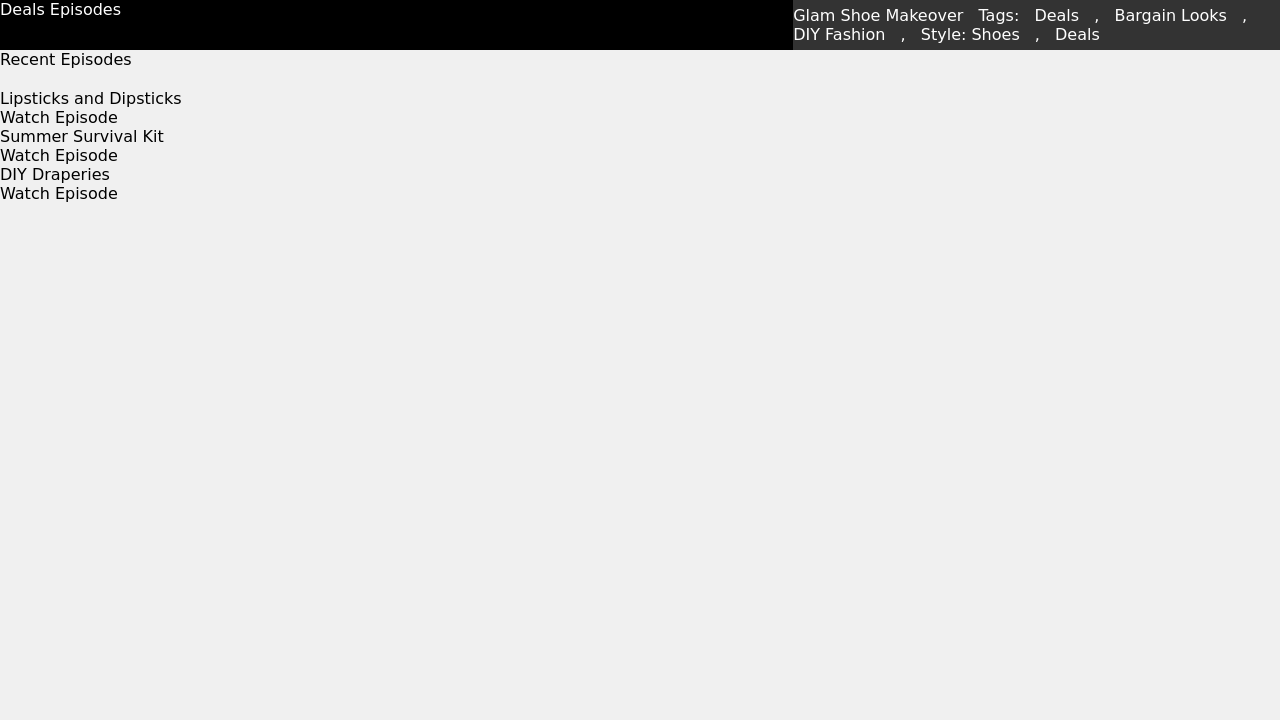 Deals Episodes
Glam Shoe Makeover Tags: Deals , Bargain Looks ,
DIY Fashion , Style: Shoes , Deals
Recent Episodes
Lipsticks and Dipsticks
Watch Episode
Summer Survival Kit
Watch Episode
DIY Draperies
Watch Episode